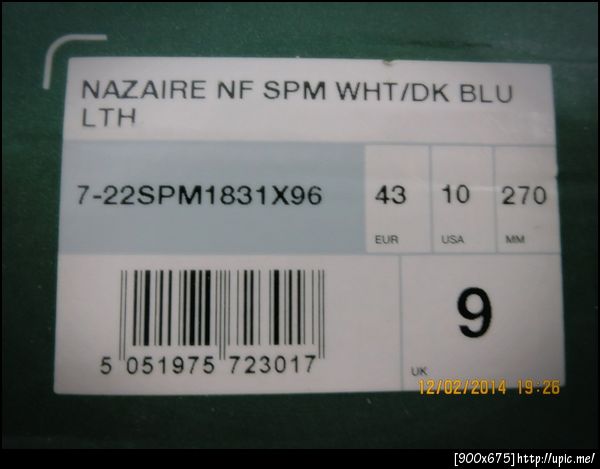 NAZAIRE NF SPM WHT/DK BLU
LTH
7-22SPM1831X96
43
EUR
10
USA
270
MM
5 051975 723017
9
UK
12/02/2014 19:26
[900x675]http://upic.me/